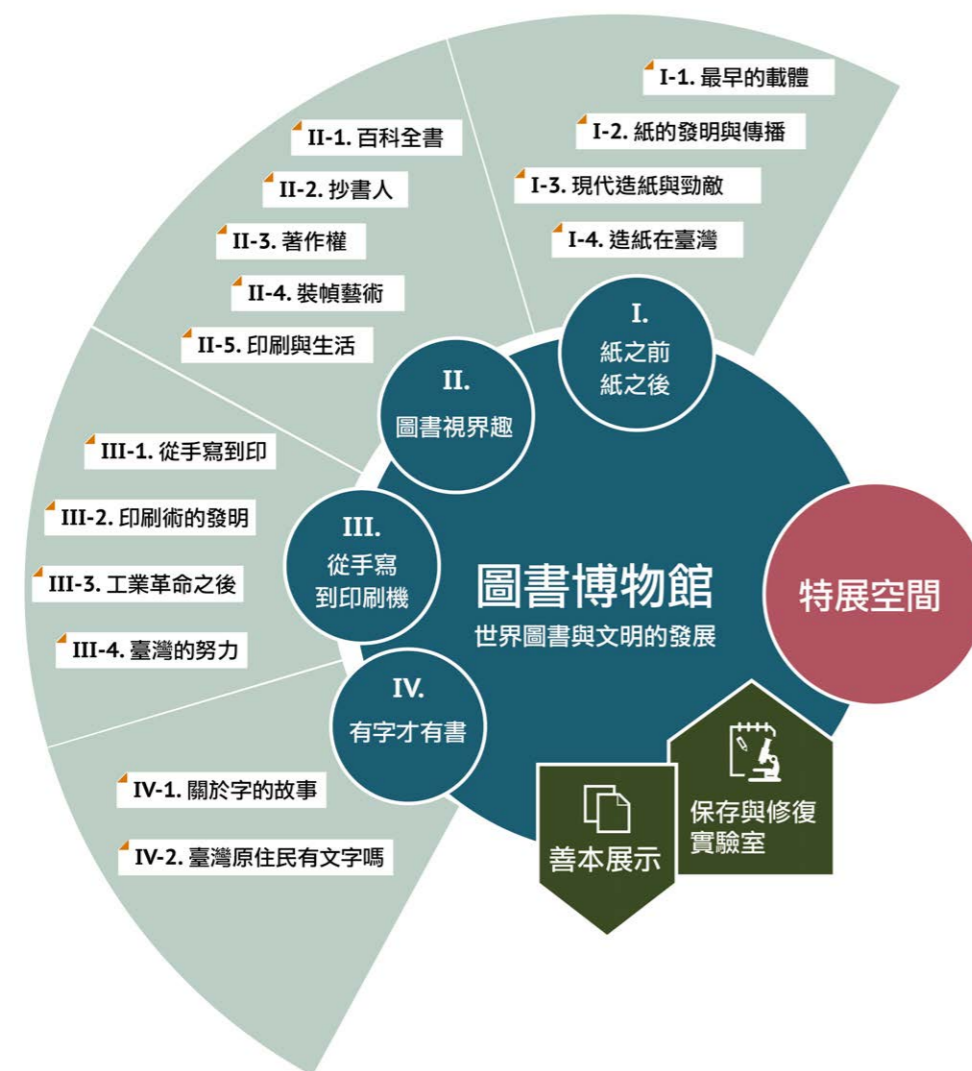 I-1. 最早的載體
I-2. 紙的發明與傳播
I-3. 現代造紙與勁敵
I-4. 造紙在臺灣
I.
紙之前
紙之後
II-1. 百科全書
II-2. 抄書人
II-3. 著作權
II-4. 裝幀藝術
II-5. 印刷與生活
II.
圖書視界趣
III-1. 從手寫到印
III-2. 印刷術的發明
III-3. 工業革命之後
III-4. 臺灣的努力
III.
從手寫
到印刷機
IV-1. 關於字的故事
IV-2. 臺灣原住民有文字嗎
IV.
有字才有書
圖書博物館
世界圖書與文明的發展
特展空間
保存與修復
實驗室
善本展示